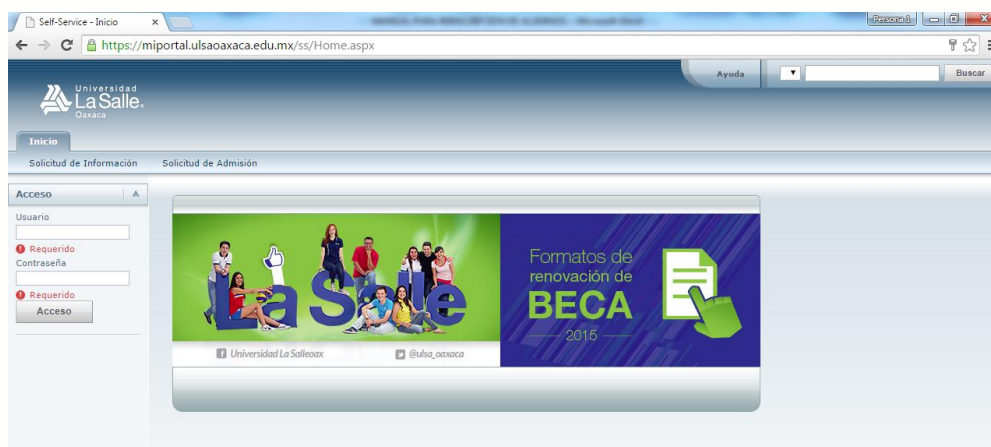 Self-Service - Inicio
Persona 1
https://miportal.ulsaoaxaca.edu.mx/ss/Home.aspx
Ayuda
Buscar
Universidad
La Salle
Oaxaca
Inicio
Solicitud de Información
Solicitud de Admisión
Acceso
Usuario
Requerido
Contraseña
Requerido
Acceso
La Salle
Universidad La Salleoax
@ulsa_oaxaca
Formatos de
renovación de
BECA
2015